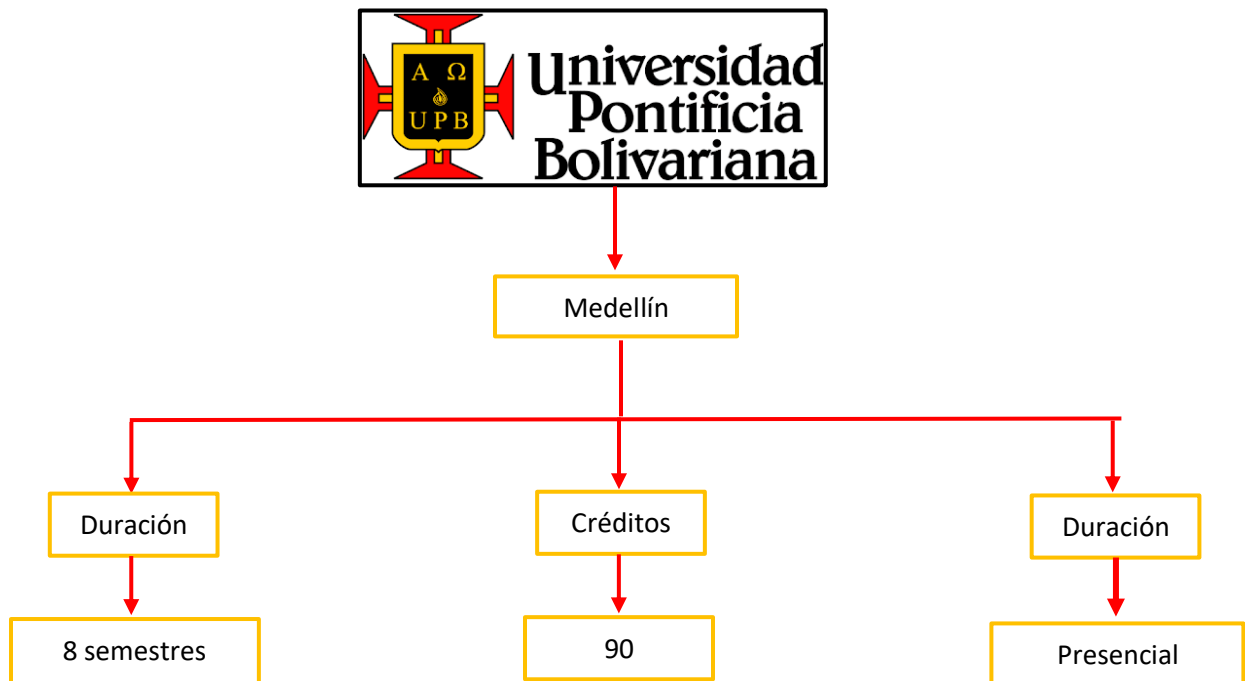 Α Ω
UPB
Universidad
Pontificia
Bolivariana
Medellín
Duración
Créditos
Duración
8 semestres
90
Presencial